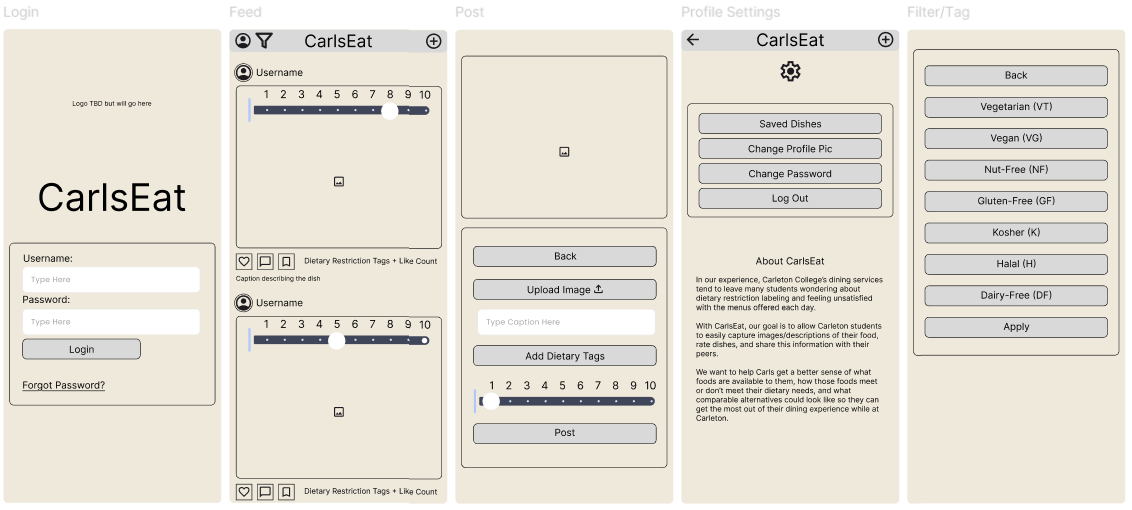 Login
Logo TBD but will go here
CarlsEat
Username:
Type Here
Password:
Type Here
Login
Forgot Password?
Feed
CarlsEat
Username
1 2 3 4 5 6 7 8 9 10
Dietary Restriction Tags + Like Count
Caption describing the dish
Username
1 2 3 4 5 6 7 8 9 10
Dietary Restriction Tags + Like Count
Post
Back
Upload Image
Type Caption Here
Add Dietary Tags
1 2 3 4 5 6 7 8 9 10
Post
Profile Settings
CarlsEat
Saved Dishes
Change Profile Pic
Change Password
Log Out
About CarlsEat
In our experience, Carleton College's dining services
tend to leave many students wondering about
dietary restriction labeling and feeling unsatisfied
with the menus offered each day.
With CarlsEat, our goal is to allow Carleton students
to easily capture images/descriptions of their food,
rate dishes, and share this information with their
peers.
We want to help Carls get a better sense of what
foods are available to them, how those foods meet
or don't meet their dietary needs, and what
comparable alternatives could look like so they can
get the most out of their dining experience while at
Carleton.
Filter/Tag
Back
Vegetarian (VT)
Vegan (VG)
Nut-Free (NF)
Gluten-Free (GF)
Kosher (K)
Halal (H)
Dairy-Free (DF)
Apply